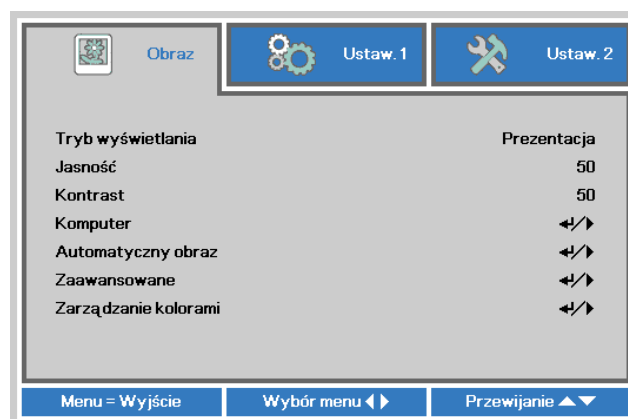 Obraz Ustaw. 1 Ustaw. 2
Tryb wyświetlania Prezentacja
Jasność 50
Kontrast 50
Komputer ↵/▶
Automatyczny obraz ↵/▶
Zaawansowane ↵/▶
Zarządzanie kolorami ↵/▶
Menu = Wyjście Wybór menu ◀▶ Przewijanie ▲▼